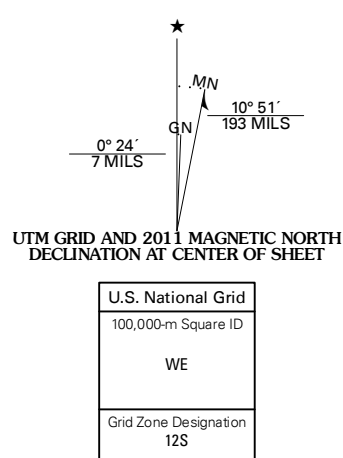 ★
MN
GN
10° 51´
193 MILS
0° 24´
7 MILS
UTM GRID AND 2011 MAGNETIC NORTH
DECLINATION AT CENTER OF SHEET
U.S. National Grid
100,000-m Square ID
WE
Grid Zone Designation
12S